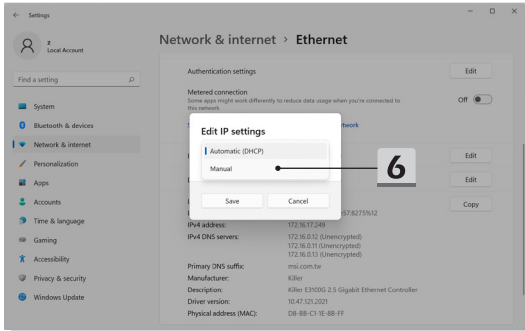 Settings
z
Local Account
Find a setting
System
Bluetooth & devices
Network & internet
Personalization
Apps
Accounts
Time & language
Gaming
Accessibility
Privacy & security
Windows Update
Network & internet > Ethernet
Authentication settings
Edit
Metered connection
Some apps might work differently to reduce data usage when you're connected to
this network
Off
Edit IP settings
Automatic (DHCP)
Manual
6
Save
Cancel
Edit
Edit
Copy
IPv4 address: 172.16.17.249
IPv4 DNS servers: 172.16.0.12 (Unencrypted)
172.16.0.11 (Unencrypted)
172.16.0.13 (Unencrypted)
Primary DNS suffix: msi.com.tw
Manufacturer: Killer
Description: Killer E3100G 2.5 Gigabit Ethernet Controller
Driver version: 10.47.121.2021
Physical address (MAC): D8-BB-C1-1E-8B-FF